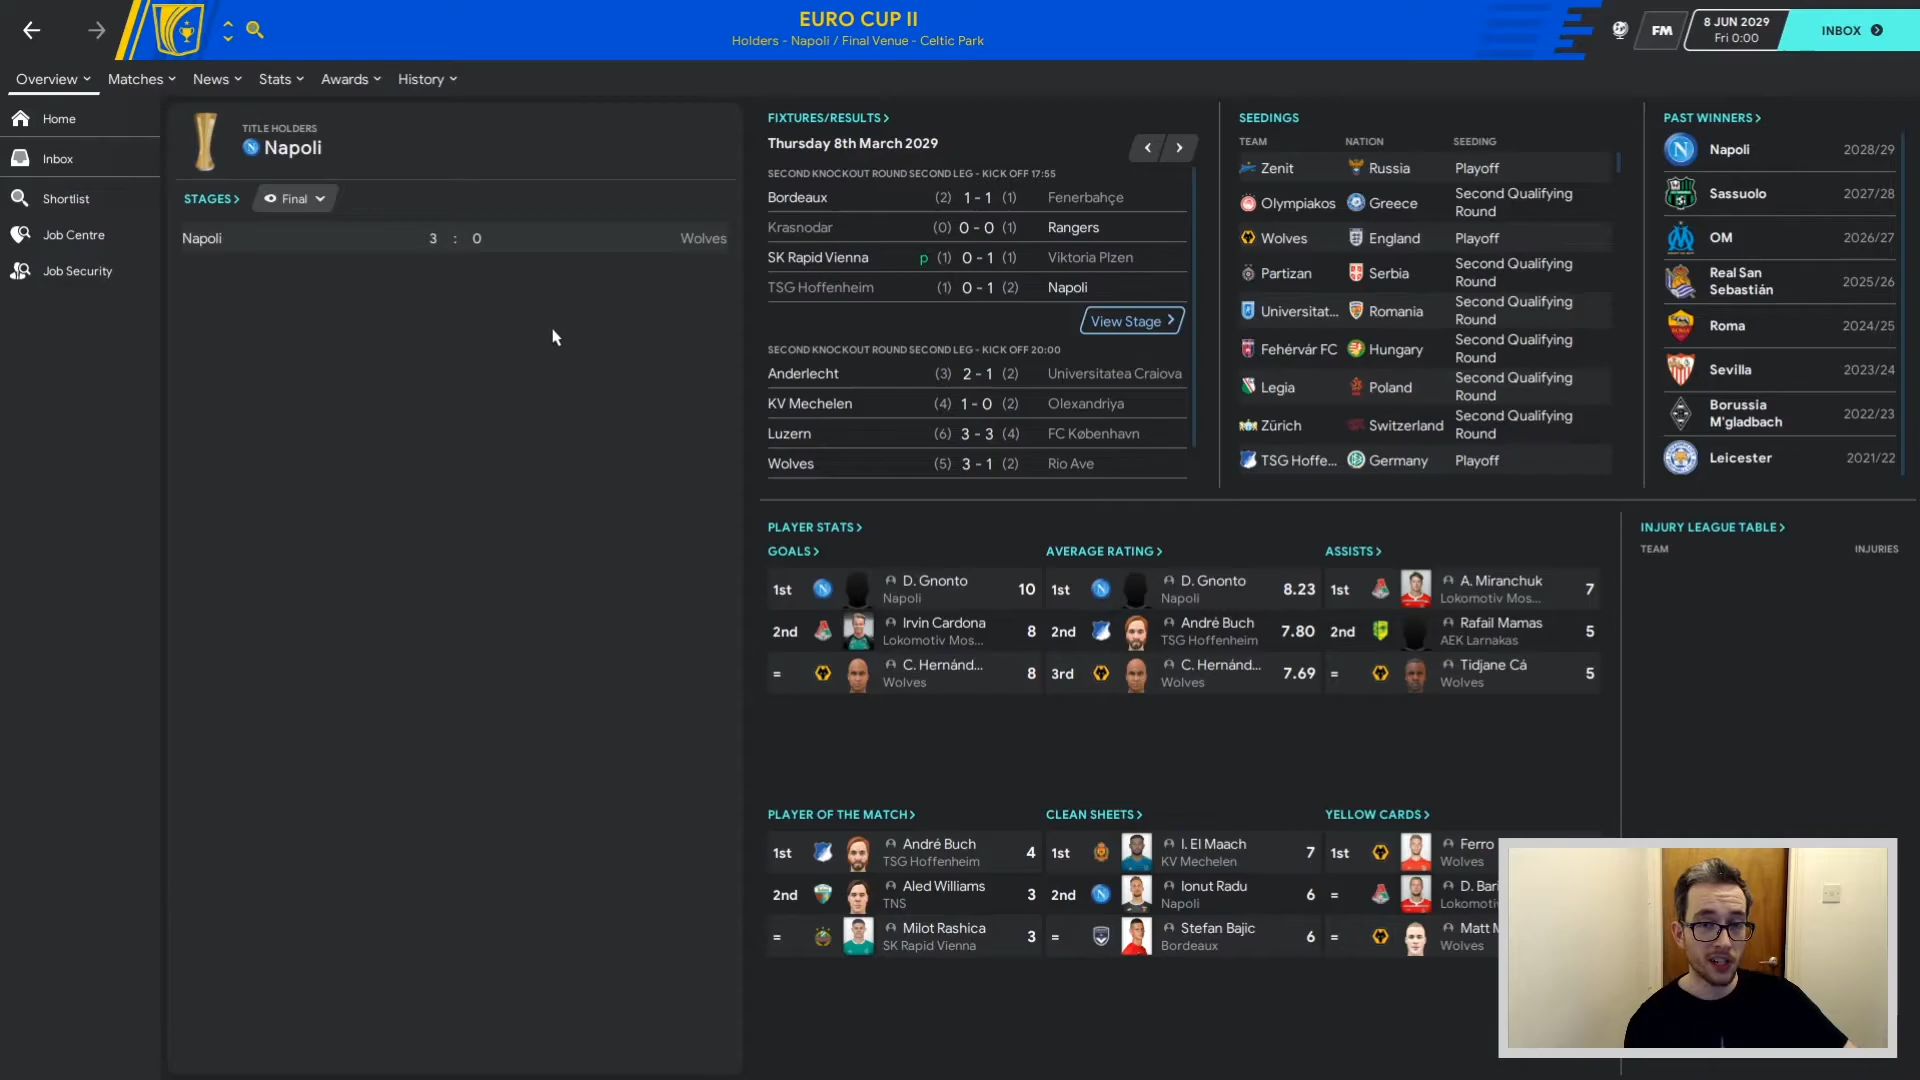 EURO CUP II
Holders - Napoli / Final Venue - Celtic Park
FM
8 JUN 2029
Fri 0:00
INBOX
Overview
Matches
News
Stats
Awards
History
Home
Inbox
Shortlist
Job Centre
Job Security
TITLE HOLDERS
Napoli
STAGES
Final
Napoli 3 : 0 Wolves
FIXTURES/RESULTS
Thursday 8th March 2029
SECOND KNOCKOUT ROUND SECOND LEG - KICK OFF 17:55
Bordeaux (2) 1 - 1 (1) Fenerbahçe
Krasnodar (0) 0 - 0 (1) Rangers
SK Rapid Vienna p (1) 0 - 1 (1) Viktoria Plzen
TSG Hoffenheim (1) 0 - 1 (2) Napoli
View Stage
SECOND KNOCKOUT ROUND SECOND LEG - KICK OFF 20:00
Anderlecht (3) 2 - 1 (2) Universitatea Craiova
KV Mechelen (4) 1 - 0 (2) Olexandriya
Luzern (6) 3 - 3 (4) FC København
Wolves (5) 3 - 1 (2) Rio Ave
SEEDINGS
TEAM NATION SEEDING
Zenit Russia Playoff
Olympiakos Greece Second Qualifying
Round
Wolves England Playoff
Partizan Serbia Second Qualifying
Round
Universitat... Romania Second Qualifying
Round
Fehérvár FC Hungary Second Qualifying
Round
Legia Poland Second Qualifying
Round
Zürich Switzerland Second Qualifying
Round
TSG Hoffe... Germany Playoff
PAST WINNERS
Napoli 2028/29
Sassuolo 2027/28
OM 2026/27
Real San
Sebastián 2025/26
Roma 2024/25
Sevilla 2023/24
Borussia
M'gladbach 2022/23
Leicester 2021/22
PLAYER STATS
GOALS
1st D. Gnonto 10
Napoli
2nd Irvin Cardona 8
Lokomotiv Mos...
= C. Hernánd... 8
Wolves
AVERAGE RATING
1st D. Gnonto 8.23
Napoli
2nd André Buch 7.80
TSG Hoffenheim
3rd C. Hernánd... 7.69
Wolves
ASSISTS
1st A. Miranchuk 7
Lokomotiv Mos...
2nd Rafail Mamas 5
AEK Larnakas
= Tidjane Cá 5
Wolves
INJURY LEAGUE TABLE
TEAM INJURIES
PLAYER OF THE MATCH
1st André Buch 4
TSG Hoffenheim
2nd Aled Williams 3
TNS
= Milot Rashica 3
SK Rapid Vienna
CLEAN SHEETS
1st I. El Maach 7
KV Mechelen
2nd Ionut Radu 6
Napoli
= Stefan Bajic 6
Bordeaux
YELLOW CARDS
1st Ferro
Wolves
= D. Bari
Lokomoti
= Matt M
Wolves